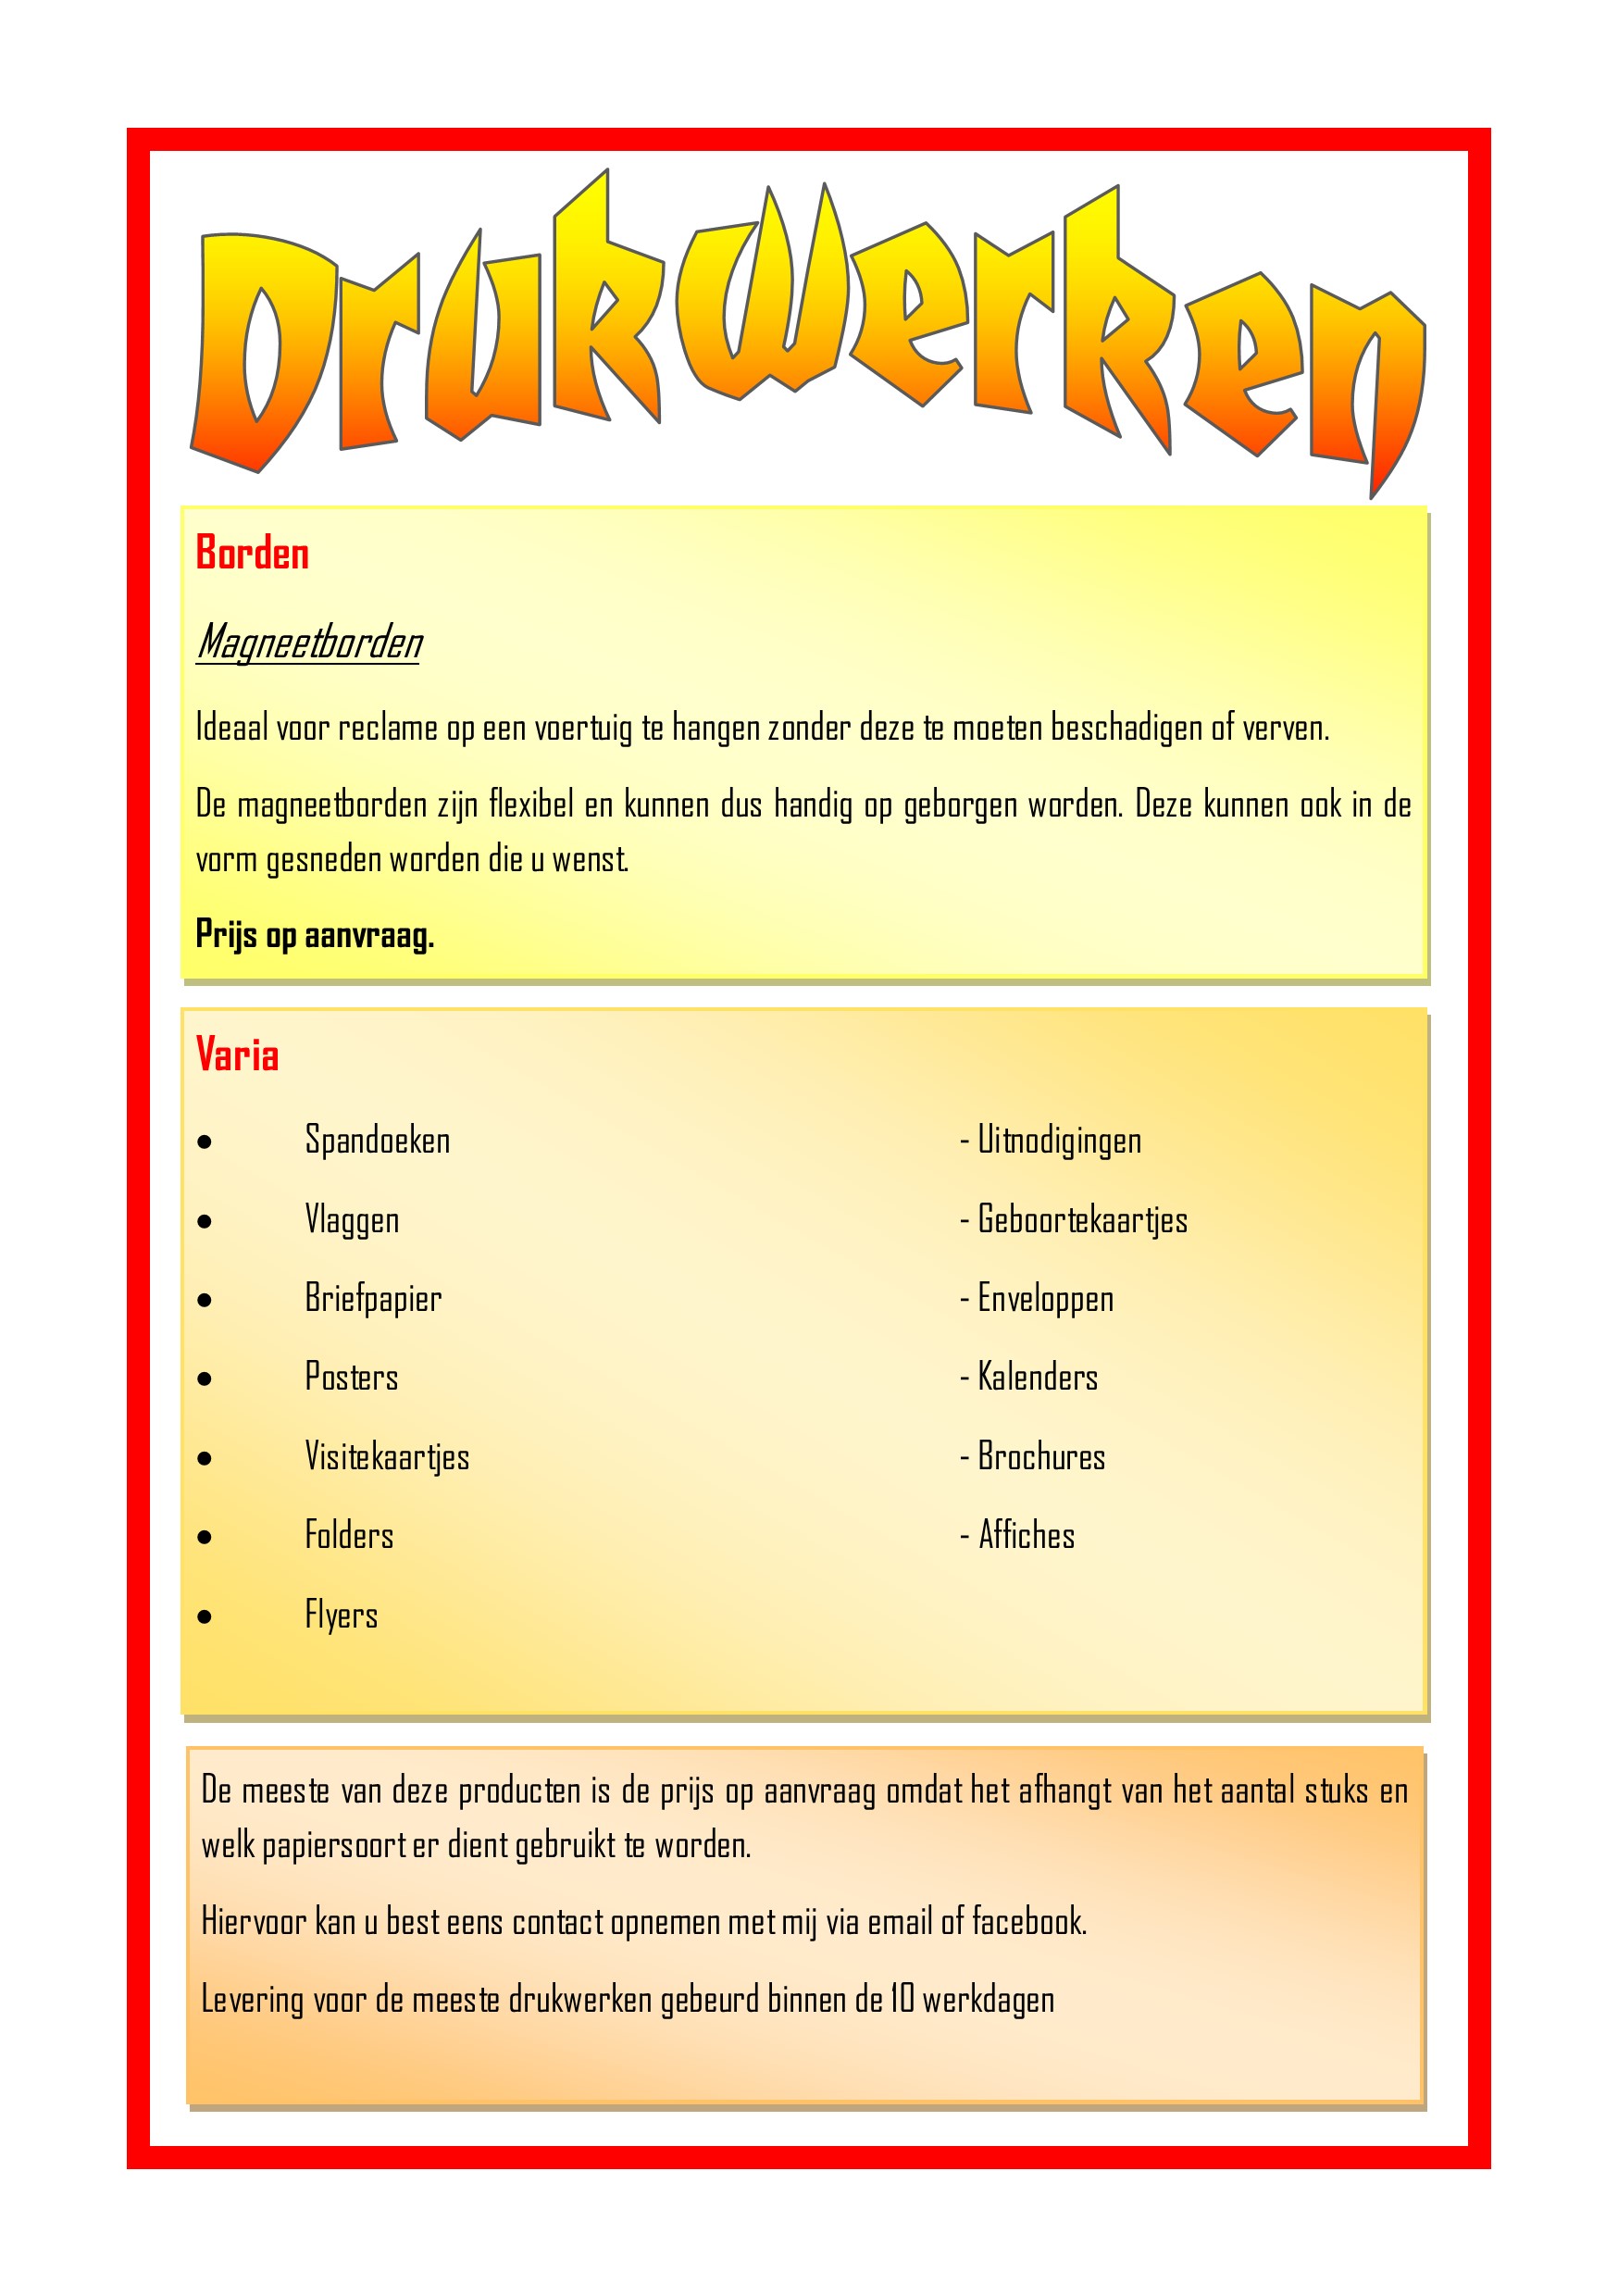 Drukwerken
Borden
Magneetborden
Ideaal voor reclame op een voertuig te hangen zonder deze te moeten beschadigen of verven.
De magneetborden zijn flexibel en kunnen dus handig op geborgen worden. Deze kunnen ook in de
vorm gesneden worden die u wenst.
Prijs op aanvraag.
Varia
• Spandoeken - Uitnodigingen
• Vlaggen - Geboortekaartjes
• Briefpapier - Enveloppen
• Posters - Kalenders
• Visitekaartjes - Brochures
• Folders - Affiches
• Flyers
De meeste van deze producten is de prijs op aanvraag omdat het afhangt van het aantal stuks en
welk papiersoort er dient gebruikt te worden.
Hiervoor kan u best eens contact opnemen met mij via email of facebook.
Levering voor de meeste drukwerken gebeurd binnen de 10 werkdagen